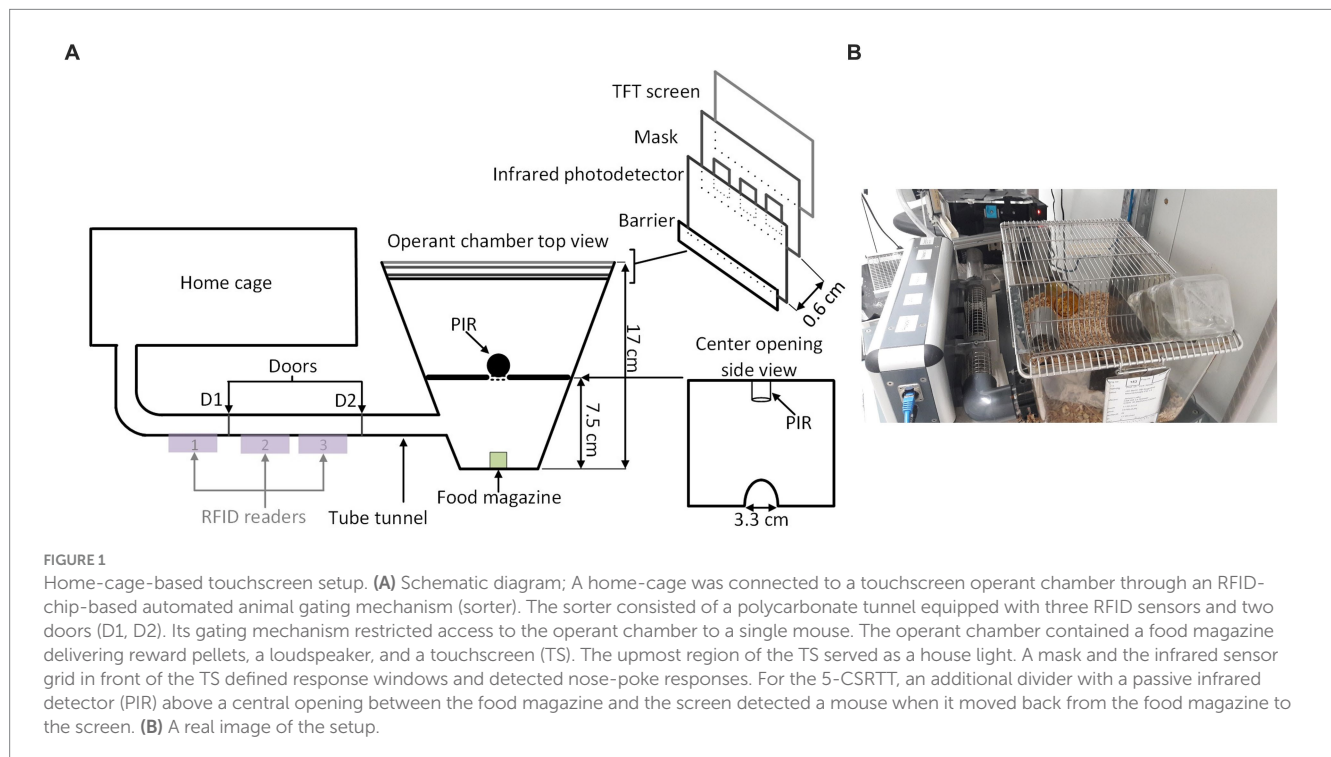 A
B
TFT screen
Mask
Infrared photodetector
Barrier
0.6 cm
Operant chamber top view
Home cage
PIR
17 cm
7.5 cm
Doors
D1
D2
1
2
3
RFID readers
Tube tunnel
Food magazine
Center opening
side view
PIR
3.3 cm
FIGURE 1
Home-cage-based touchscreen setup. (A) Schematic diagram; A home-cage was connected to a touchscreen operant chamber through an RFID-
chip-based automated animal gating mechanism (sorter). The sorter consisted of a polycarbonate tunnel equipped with three RFID sensors and two
doors (D1, D2). Its gating mechanism restricted access to the operant chamber to a single mouse. The operant chamber contained a food magazine
delivering reward pellets, a loudspeaker, and a touchscreen (TS). The upmost region of the TS served as a house light. A mask and the infrared sensor
grid in front of the TS defined response windows and detected nose-poke responses. For the 5-CSRTT, an additional divider with a passive infrared
detector (PIR) above a central opening between the food magazine and the screen detected a mouse when it moved back from the food magazine to
the screen. (B) A real image of the setup.